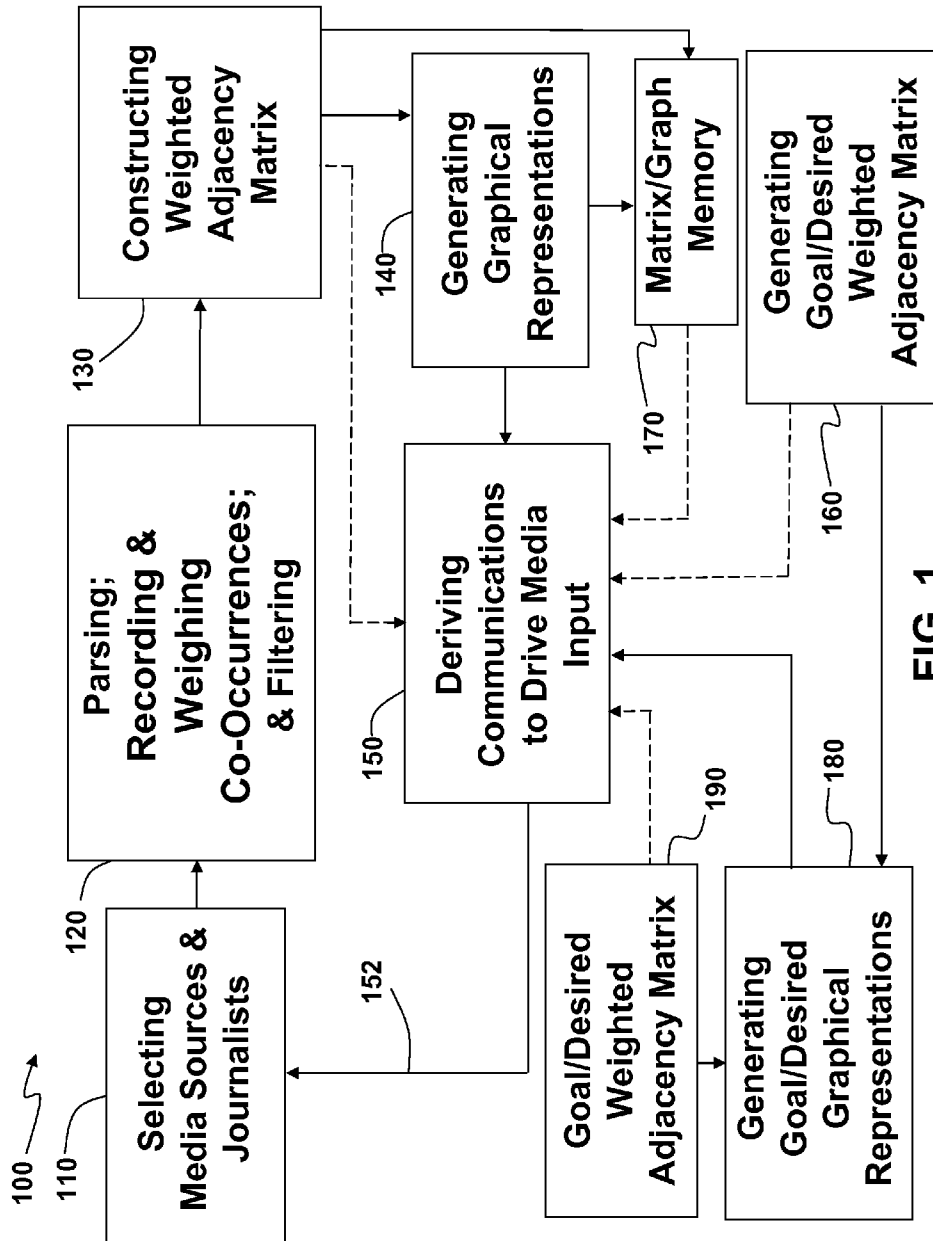 100
110
Selecting
Media Sources &
Journalists
120
Parsing;
Recording &
Weighing
Co-Occurrences;
& Filtering
130
Constructing
Weighted
Adjacency
Matrix
152
150
Deriving
Communications
to Drive Media
Input
140
Generating
Graphical
Representations
190
Goal/Desired
Weighted
Adjacency Matrix
170
Matrix/Graph
Memory
180
Generating
Goal/Desired
Graphical
Representations
160
Generating
Goal/Desired
Weighted
Adjacency Matrix
FIG. 1